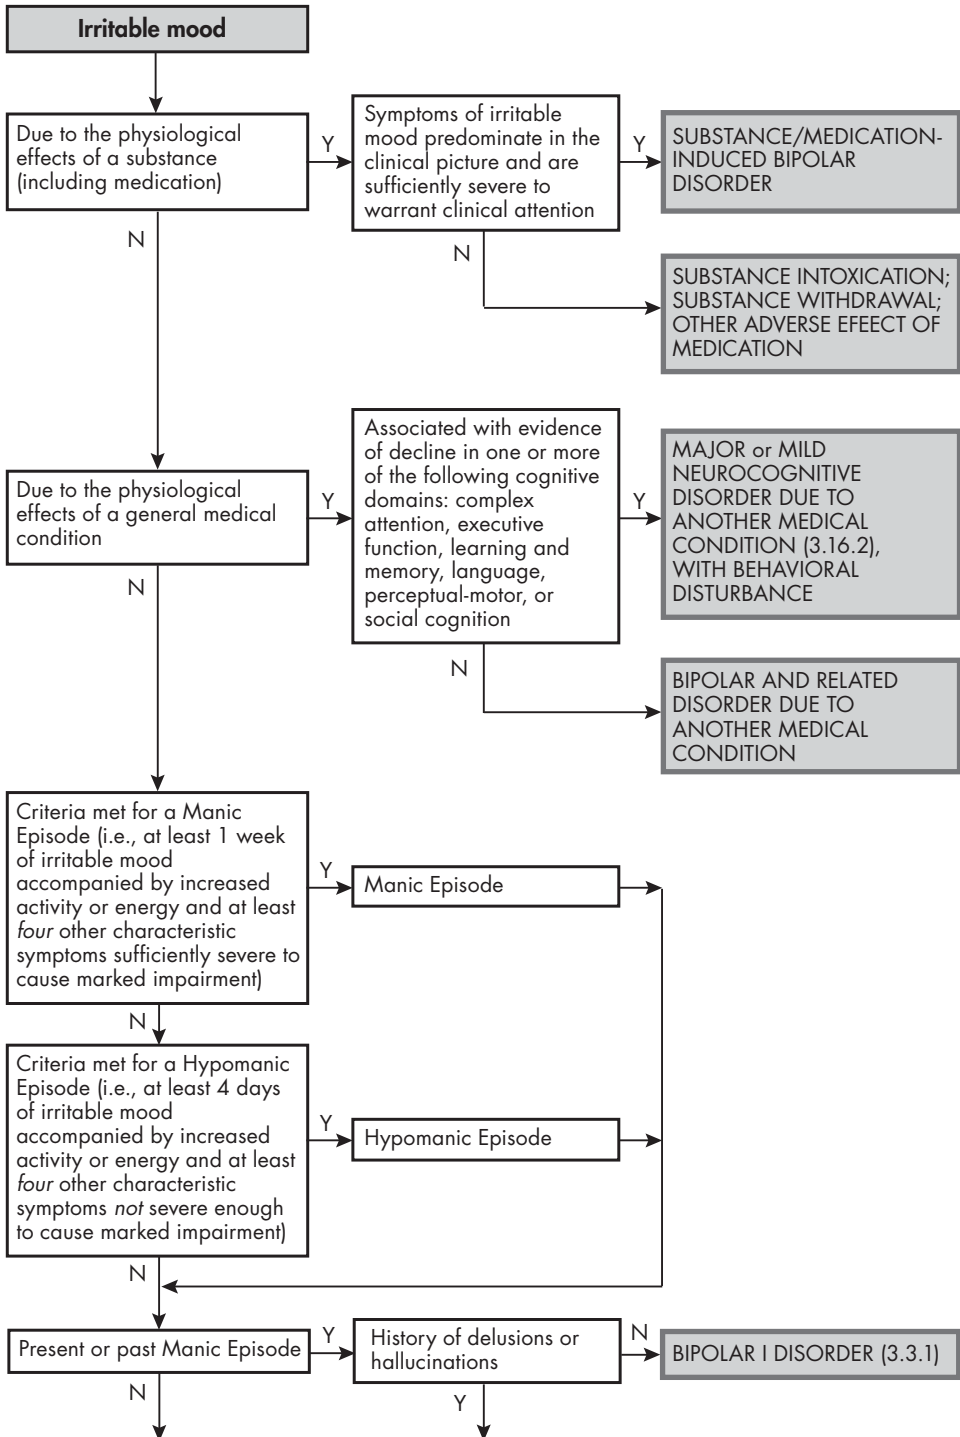 Irritable mood
Due to the physiological
effects of a substance
(including medication)
Y
Symptoms of irritable
mood predominate in the
clinical picture and are
sufficiently severe to
warrant clinical attention
Y
SUBSTANCE/MEDICATION-
INDUCED BIPOLAR
DISORDER
N
N
SUBSTANCE INTOXICATION;
SUBSTANCE WITHDRAWAL;
OTHER ADVERSE EFEECT OF
MEDICATION
Due to the physiological
effects of a general medical
condition
Y
Associated with evidence
of decline in one or more
of the following cognitive
domains: complex
attention, executive
function, learning and
memory, language,
perceptual-motor, or
social cognition
Y
MAJOR or MILD
NEUROCOGNITIVE
DISORDER DUE TO
ANOTHER MEDICAL
CONDITION (3.16.2),
WITH BEHAVIORAL
DISTURBANCE
N
N
BIPOLAR AND RELATED
DISORDER DUE TO
ANOTHER MEDICAL
CONDITION
Criteria met for a Manic
Episode (i.e., at least 1 week
of irritable mood
accompanied by increased
activity or energy and at least
four other characteristic
symptoms sufficiently severe to
cause marked impairment)
Y
Manic Episode
N
Criteria met for a Hypomanic
Episode (i.e., at least 4 days
of irritable mood
accompanied by increased
activity or energy and at least
four other characteristic
symptoms not severe enough
to cause marked impairment)
Y
Hypomanic Episode
N
Present or past Manic Episode
Y
History of delusions or
hallucinations
N
BIPOLAR I DISORDER (3.3.1)
N
Y